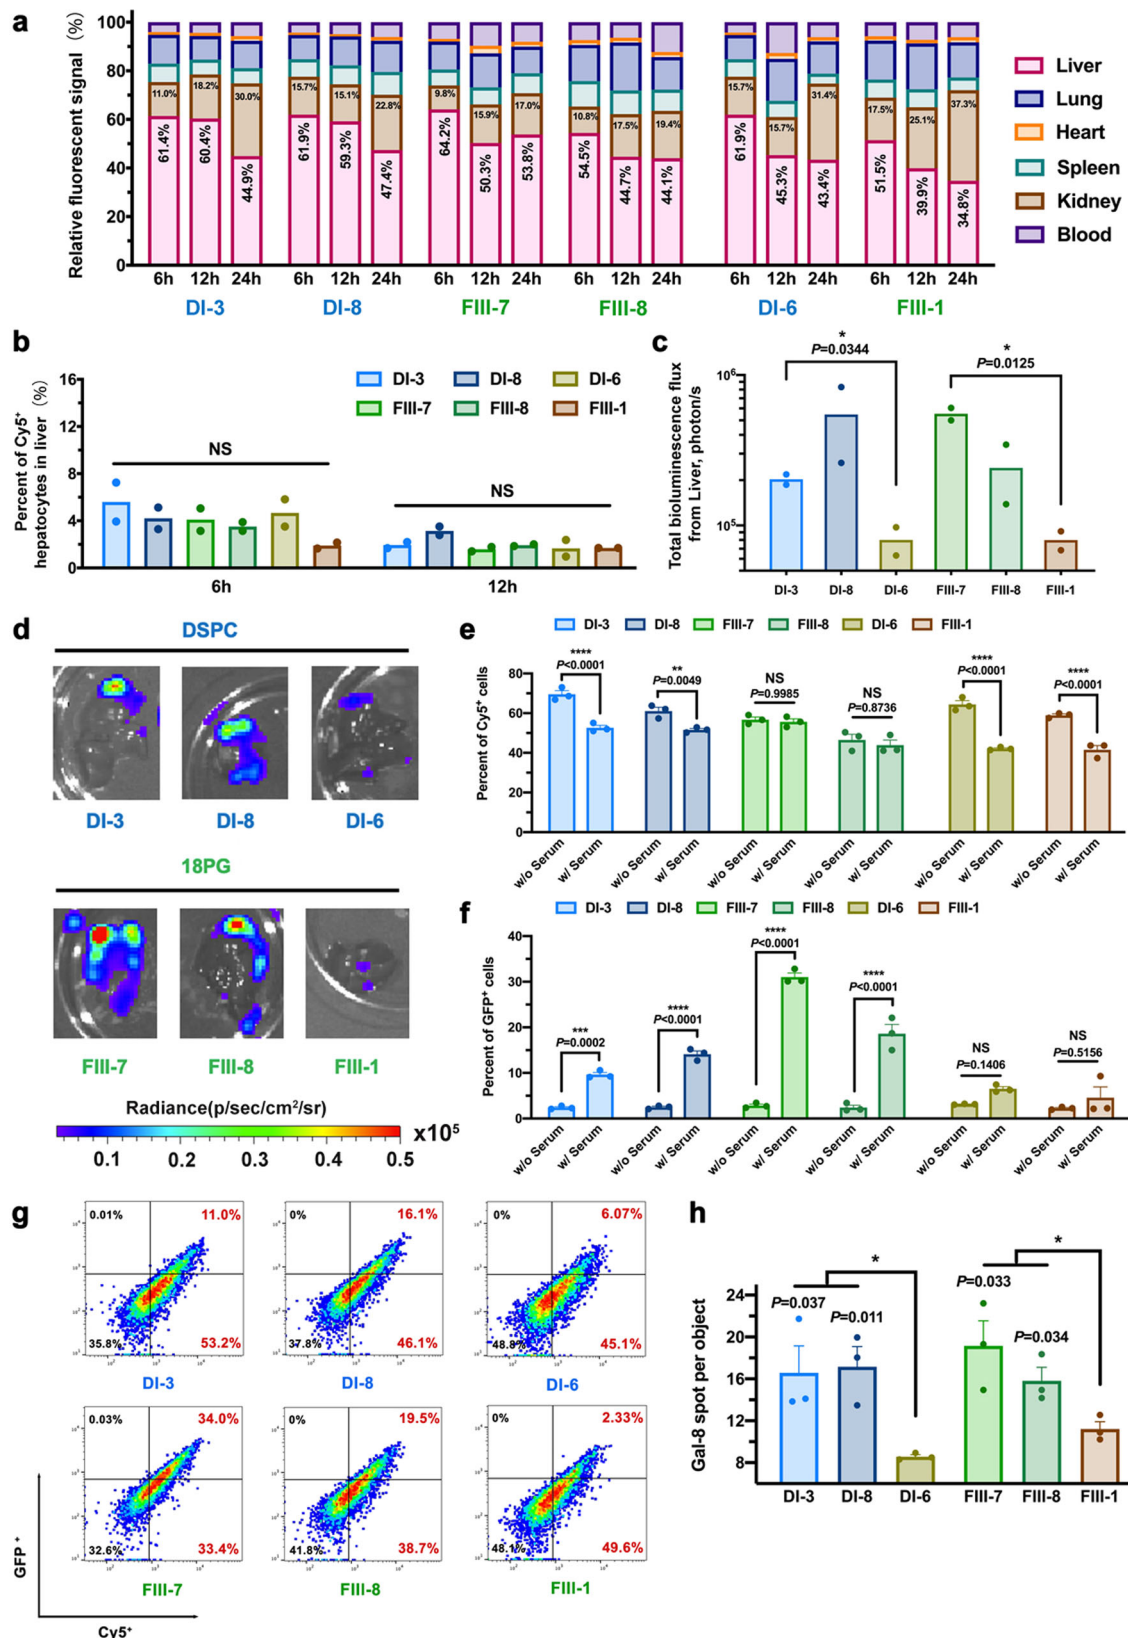 a
Relative fluorescent signal (%)
100
80
60
40
20
0
11.0%
18.2%
30.0%
15.7%
15.1%
22.8%
9.8%
15.9%
17.0%
10.8%
17.5%
19.4%
15.7%
15.7%
31.4%
17.5%
25.1%
37.3%
61.4%
60.4%
44.9%
61.9%
59.3%
47.4%
64.2%
50.3%
53.8%
54.5%
44.7%
44.1%
61.9%
45.3%
43.4%
51.5%
39.9%
34.8%
6h 12h 24h 6h 12h 24h 6h 12h 24h 6h 12h 24h 6h 12h 24h 6h 12h 24h
DI-3 DI-8 FIII-7 FIII-8 DI-6 FIII-1
Liver
Lung
Heart
Spleen
Kidney
Blood
b
Percent of Cy5⁺
hepatocytes in liver (%)
16
12
8
4
0
DI-3 DI-8 DI-6
FIII-7 FIII-8 FIII-1
NS
NS
6h 12h
c
Total bioluminescence flux
from Liver, photon/s
10⁶
10⁵
*
P=0.0344
*
P=0.0125
DI-3 DI-8 DI-6 FIII-7 FIII-8 FIII-1
d
DSPC
DI-3 DI-8 DI-6
18PG
FIII-7 FIII-8 FIII-1
Radiance(p/sec/cm²/sr)
x10⁵
0.1 0.2 0.3 0.4 0.5
e
DI-3 DI-8 FIII-7 FIII-8 DI-6 FIII-1
Percent of Cy5⁺ cells
80
60
40
20
0
****
P<0.0001
**
P=0.0049
NS
P=0.9985
NS
P=0.8736
****
P<0.0001
****
P<0.0001
w/o Serum w/ Serum w/o Serum w/ Serum w/o Serum w/ Serum w/o Serum w/ Serum w/o Serum w/ Serum w/o Serum w/ Serum
f
DI-3 DI-8 FIII-7 FIII-8 DI-6 FIII-1
Percent of GFP⁺ cells
40
30
20
10
0
***
P=0.0002
****
P<0.0001
****
P<0.0001
****
P<0.0001
NS
P=0.1406
NS
P=0.5156
w/o Serum w/ Serum w/o Serum w/ Serum w/o Serum w/ Serum w/o Serum w/ Serum w/o Serum w/ Serum w/o Serum w/ Serum
g
0.01% 11.0%
35.8% 53.2%
DI-3
0% 16.1%
37.8% 46.1%
DI-8
0% 6.07%
48.8% 45.1%
DI-6
0.03% 34.0%
32.6% 33.4%
FIII-7
0% 19.5%
41.8% 38.7%
FIII-8
0% 2.33%
48.1% 49.6%
FIII-1
GFP⁺
Cy5⁺
h
Gal-8 spot per object
24
20
16
12
8
*
*
P=0.037
P=0.011
P=0.033
P=0.034
DI-3 DI-8 DI-6 FIII-7 FIII-8 FIII-1